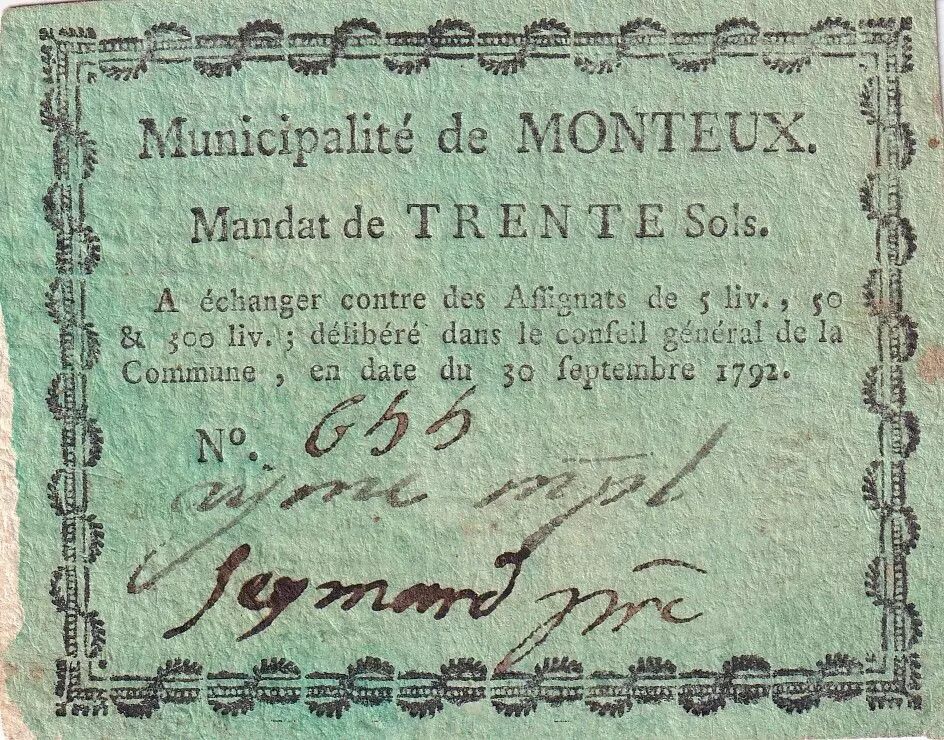 Municipalité de MONTEUX.
Mandat de TRENTE Sols.
A échanger contre des Aſſignats de 5 liv., 50
& 500 liv.; délibéré dans le conſeil général de la
Commune, en date du 30 ſeptembre 1792.
N°. 644